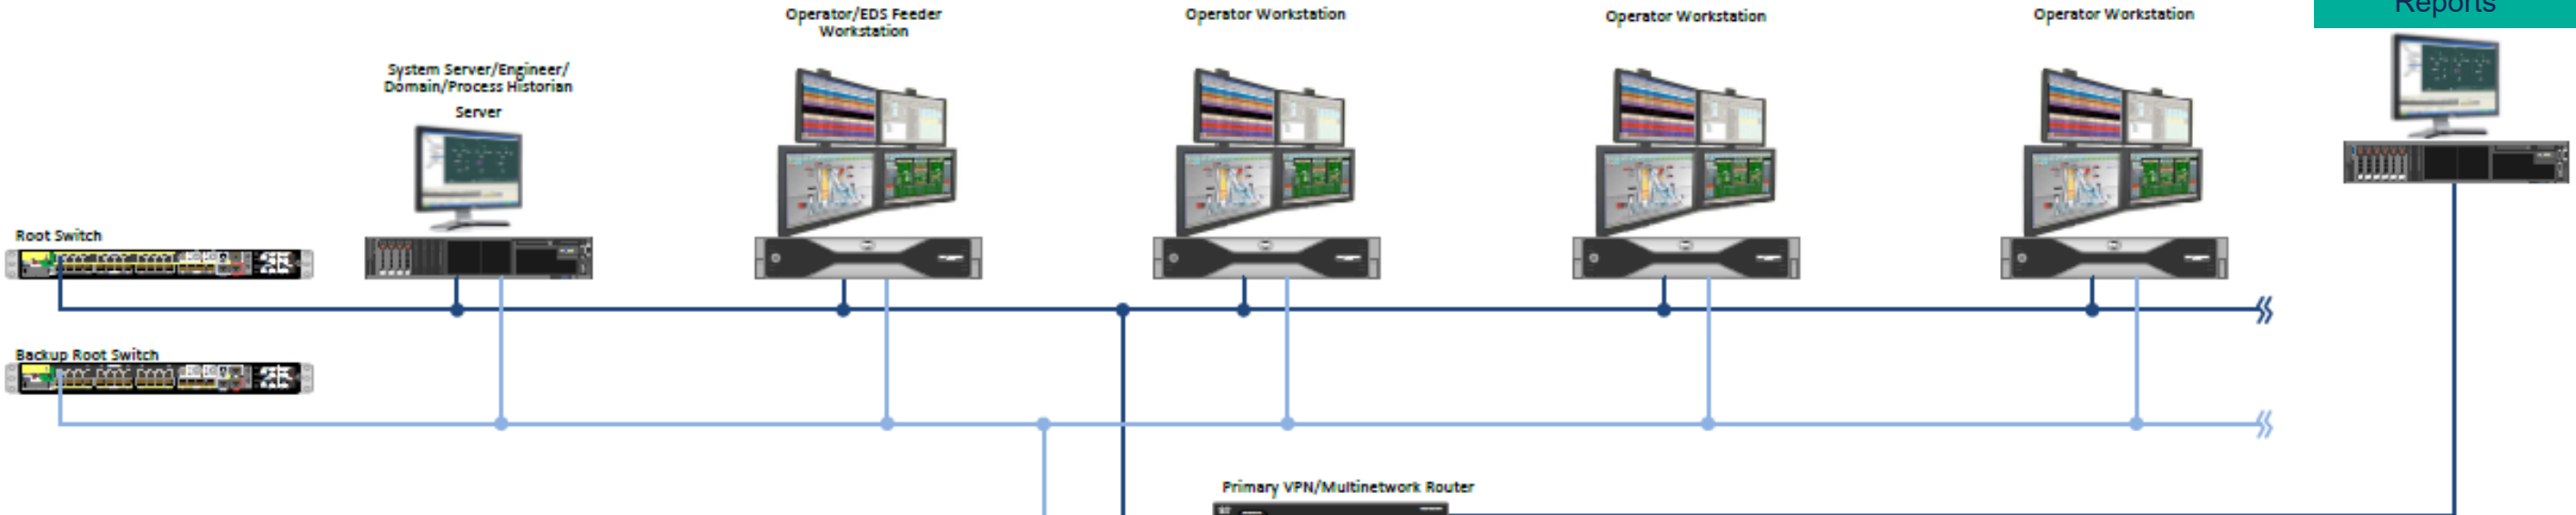 Operator/EDS Feeder
Workstation
Operator Workstation
Operator Workstation
Operator Workstation
Reports
System Server/Engineer/
Domain/Process Historian
Server
Root Switch
Backup Root Switch
Primary VPN/Multinetwork Router